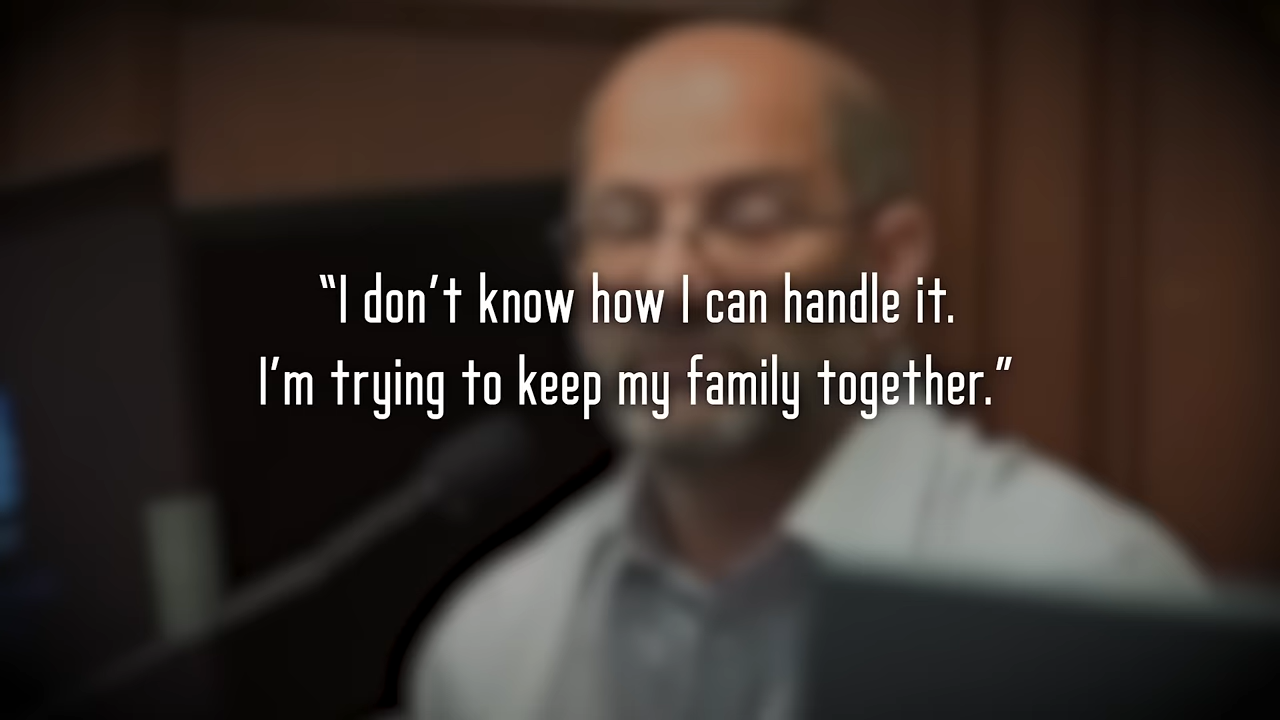 “I don’t know how I can handle it.
I’m trying to keep my family together.”